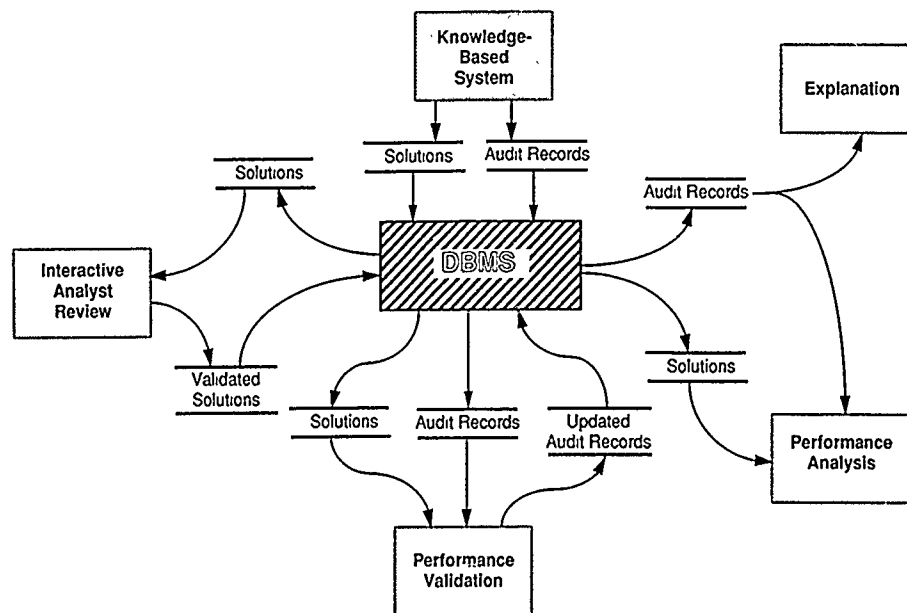 Knowledge-
Based
System
Explanation
Solutions
Audit Records
Solutions
Audit Records
DBMS
Interactive
Analyst
Review
Solutions
Validated
Solutions
Solutions
Audit Records
Updated
Audit Records
Performance
Analysis
Performance
Validation